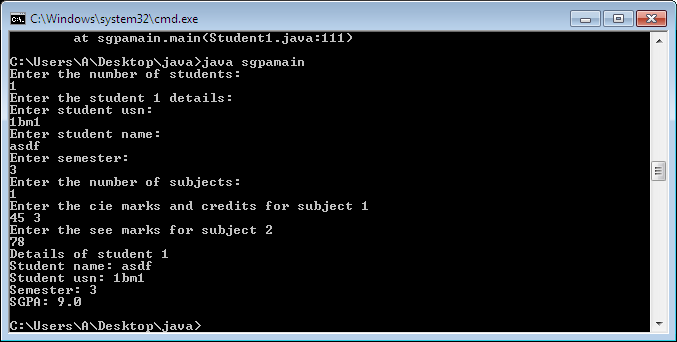 C:\Windows\system32\cmd.exe
at sgpamain.main(Student1.java:111)
C:\Users\A\Desktop\java>java sgpamain
Enter the number of students:
1
Enter the student 1 details:
Enter student usn:
1bm1
Enter student name:
asdf
Enter semester:
3
Enter the number of subjects:
1
Enter the cie marks and credits for subject 1
45 3
Enter the see marks for subject 2
78
Details of student 1
Student name: asdf
Student usn: 1bm1
Semester: 3
SGPA: 9.0
C:\Users\A\Desktop\java>